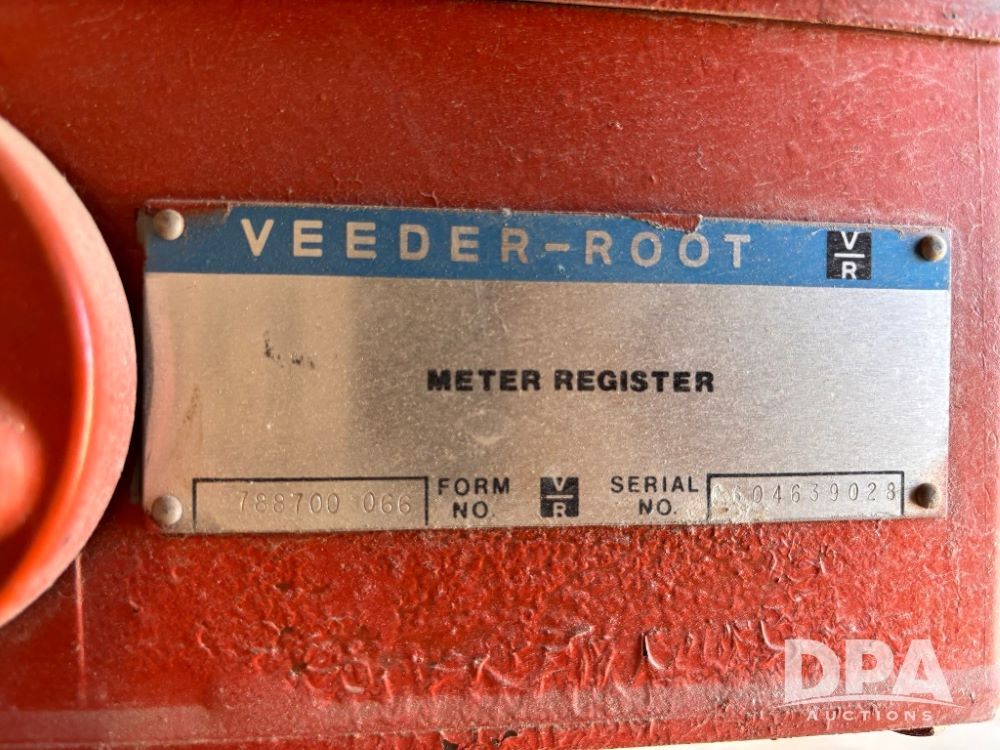 VEEDER-ROOT
V
R
METER REGISTER
788700 066 FORM NO. V R SERIAL NO.
DPA
AUCTIONS